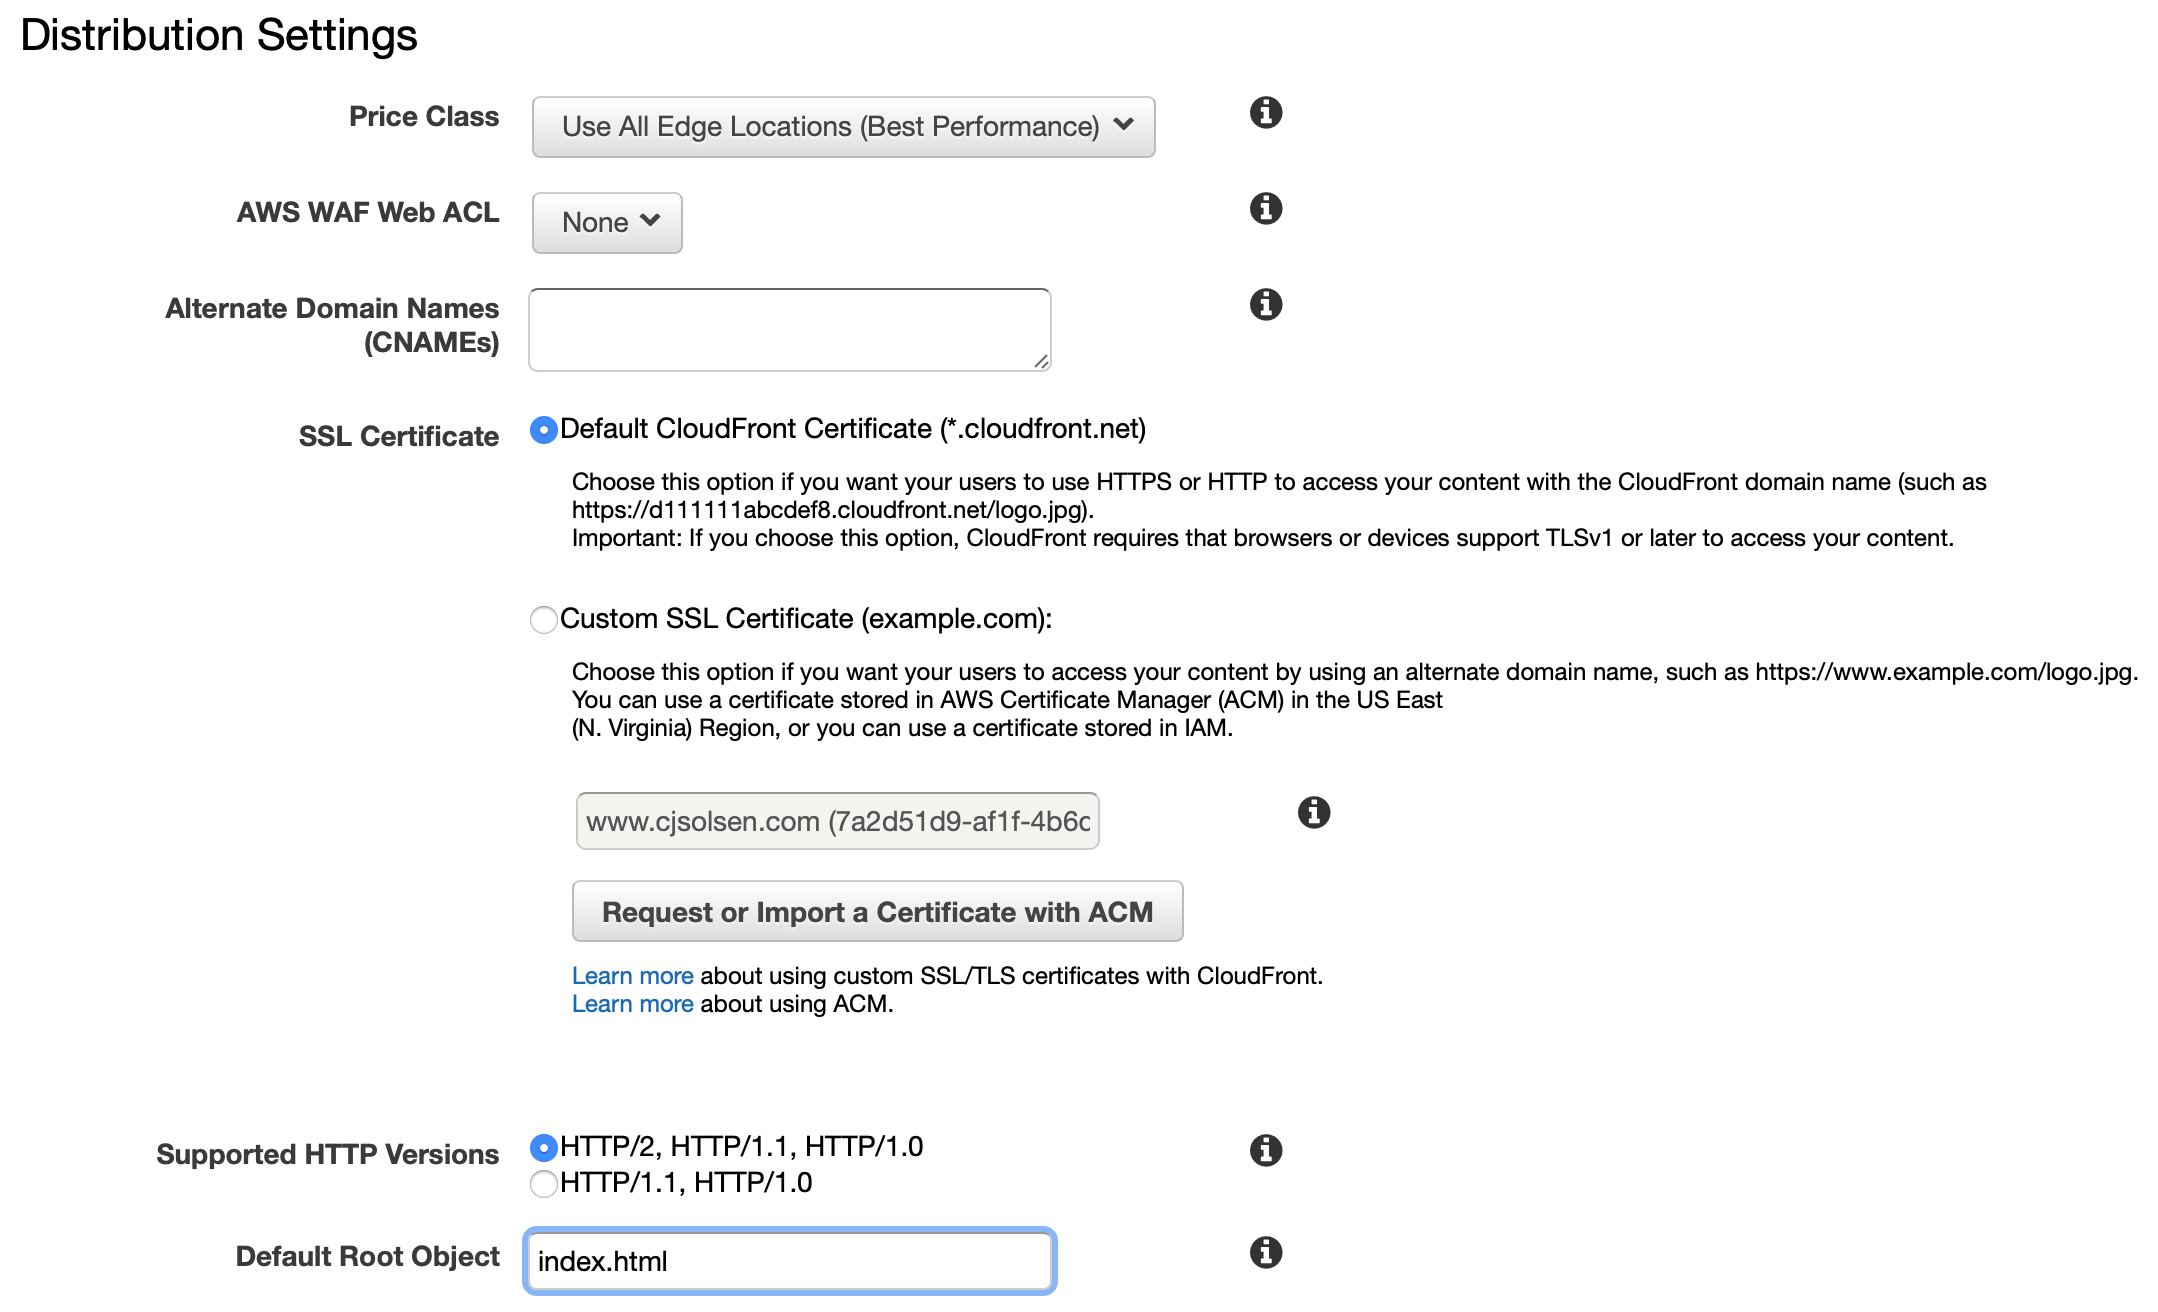 Distribution Settings
Price Class
Use All Edge Locations (Best Performance)
AWS WAF Web ACL
None
Alternate Domain Names
(CNAMEs)
SSL Certificate
Default CloudFront Certificate (*.cloudfront.net)
Choose this option if you want your users to use HTTPS or HTTP to access your content with the CloudFront domain name (such as
https://d111111abcdef8.cloudfront.net/logo.jpg).
Important: If you choose this option, CloudFront requires that browsers or devices support TLSv1 or later to access your content.
Custom SSL Certificate (example.com):
Choose this option if you want your users to access your content by using an alternate domain name, such as https://www.example.com/logo.jpg.
You can use a certificate stored in AWS Certificate Manager (ACM) in the US East
(N. Virginia) Region, or you can use a certificate stored in IAM.
www.cjsolsen.com (7a2d51d9-af1f-4b6c
Request or Import a Certificate with ACM
Learn more about using custom SSL/TLS certificates with CloudFront.
Learn more about using ACM.
Supported HTTP Versions
HTTP/2, HTTP/1.1, HTTP/1.0
HTTP/1.1, HTTP/1.0
Default Root Object
index.html